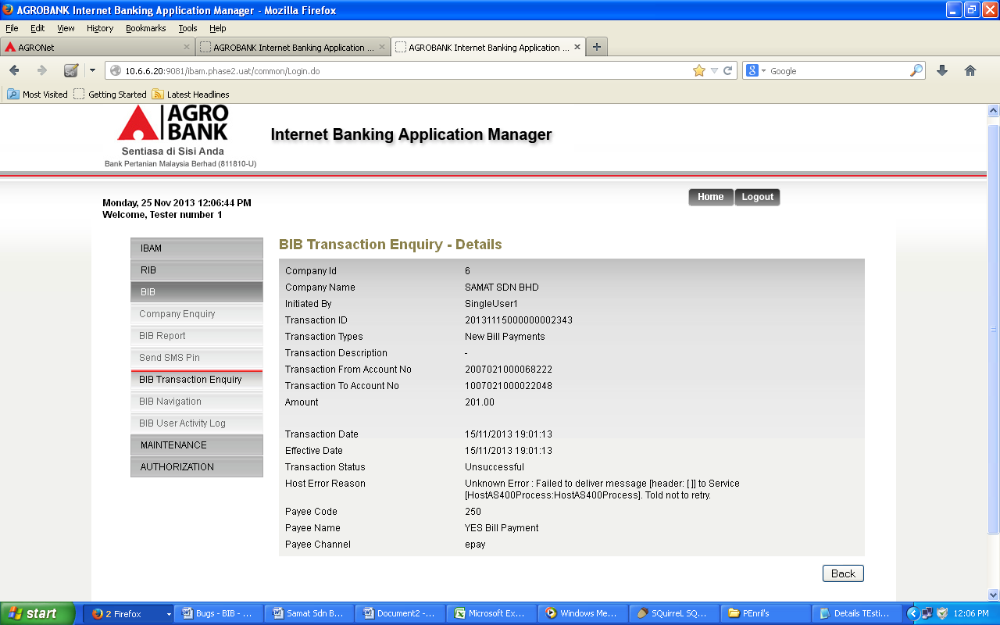 AGROBANK Internet Banking Application Manager - Mozilla Firefox
File Edit View History Bookmarks Tools Help
AGRONet
AGROBANK Internet Banking Application ...
AGROBANK Internet Banking Application ...
10.6.6.20:9081/ibam.phase2.uat/common/Login.do
Google
Most Visited Getting Started Latest Headlines
AGRO
BANK
Sentiasa di Sisi Anda
Bank Pertanian Malaysia Berhad (811810-U)
Internet Banking Application Manager
Monday, 25 Nov 2013 12:06:44 PM
Welcome, Tester number 1
Home Logout
IBAM
RIB
BIB
Company Enquiry
BIB Report
Send SMS Pin
BIB Transaction Enquiry
BIB Navigation
BIB User Activity Log
MAINTENANCE
AUTHORIZATION
BIB Transaction Enquiry - Details
Company Id 6
Company Name SAMAT SDN BHD
Initiated By SingleUser1
Transaction ID 20131115000000002343
Transaction Types New Bill Payments
Transaction Description -
Transaction From Account No 2007021000068222
Transaction To Account No 1007021000022048
Amount 201.00
Transaction Date 15/11/2013 19:01:13
Effective Date 15/11/2013 19:01:13
Transaction Status Unsuccessful
Host Error Reason Unknown Error : Failed to deliver message [header: [ ]] to Service
[HostAS400Process:HostAS400Process]. Told not to retry.
Payee Code 250
Payee Name YES Bill Payment
Payee Channel epay
Back
start
2 Firefox
Bugs - BIB - ...
Samat Sdn B...
Document2 - ...
Microsoft Ex...
Windows Me...
SQuirreL SQ...
PEnril's
Details TEsti...
12:06 PM